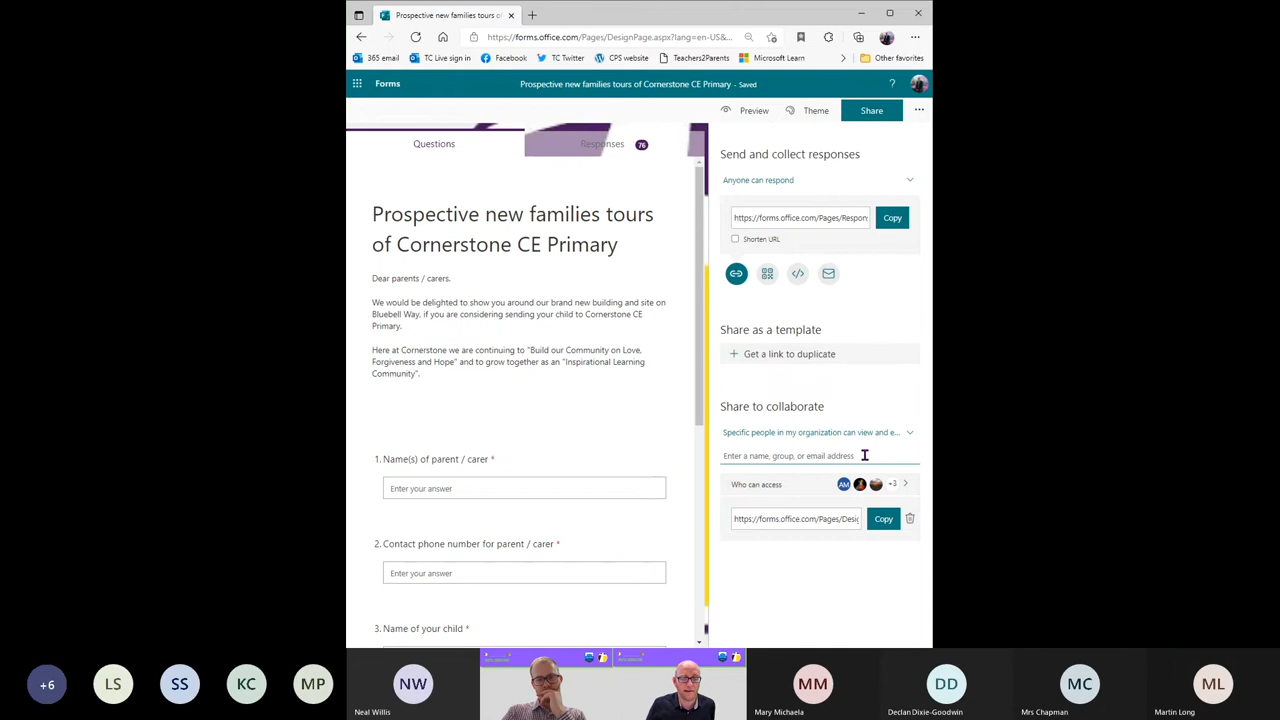 Prospective new families tours of
https://forms.office.com/Pages/DesignPage.aspx?lang=en-US&...
365 email
TC Live sign in
Facebook
TC Twitter
CPS website
Teachers2Parents
Microsoft Learn
Other favorites
Forms
Prospective new families tours of Cornerstone CE Primary - Saved
?
Preview
Theme
Share
Questions
Responses 76
Prospective new families tours
of Cornerstone CE Primary
Dear parents / carers.
We would be delighted to show you around our brand new building and site on
Bluebell Way, if you are considering sending your child to Cornerstone CE
Primary.
Here at Cornerstone we are continuing to "Build our Community on Love,
Forgiveness and Hope" and to grow together as an "Inspirational Learning
Community".
1. Name(s) of parent / carer *
Enter your answer
2. Contact phone number for parent / carer *
Enter your answer
3. Name of your child *
Send and collect responses
Anyone can respond
https://forms.office.com/Pages/Respon
Copy
Shorten URL
Share as a template
+ Get a link to duplicate
Share to collaborate
Specific people in my organization can view and e...
Enter a name, group, or email address
Who can access
AM
+3
https://forms.office.com/Pages/Desig
Copy
+6
LS
SS
KC
MP
NW
Neal Willis
MM
Mary Michaela
DD
Declan Dixie-Goodwin
MC
Mrs Chapman
ML
Martin Long